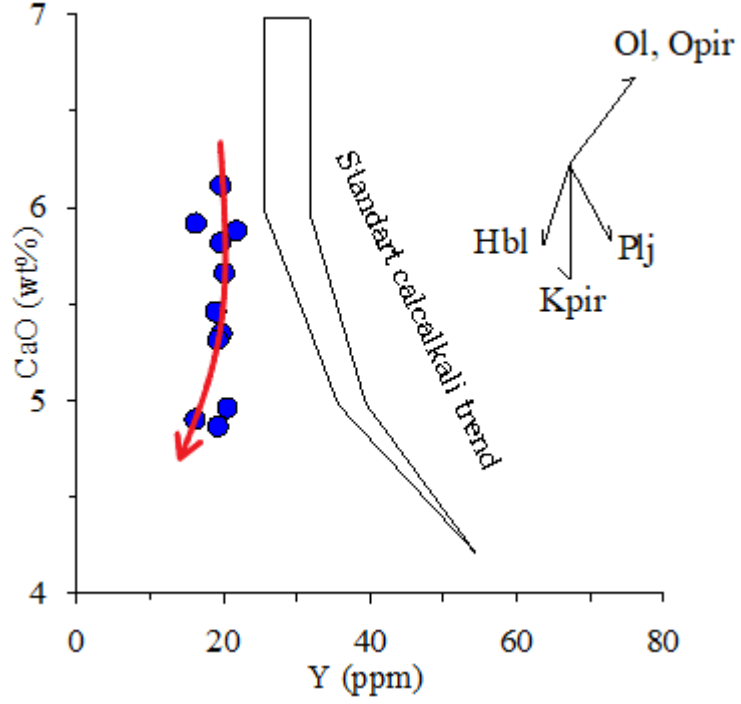 7
Ol, Opir
6
Standart calcalkali trend
Hbl
Plj
Kpir
CaO (wt%)
5
4
0
20
40
60
80
Y (ppm)